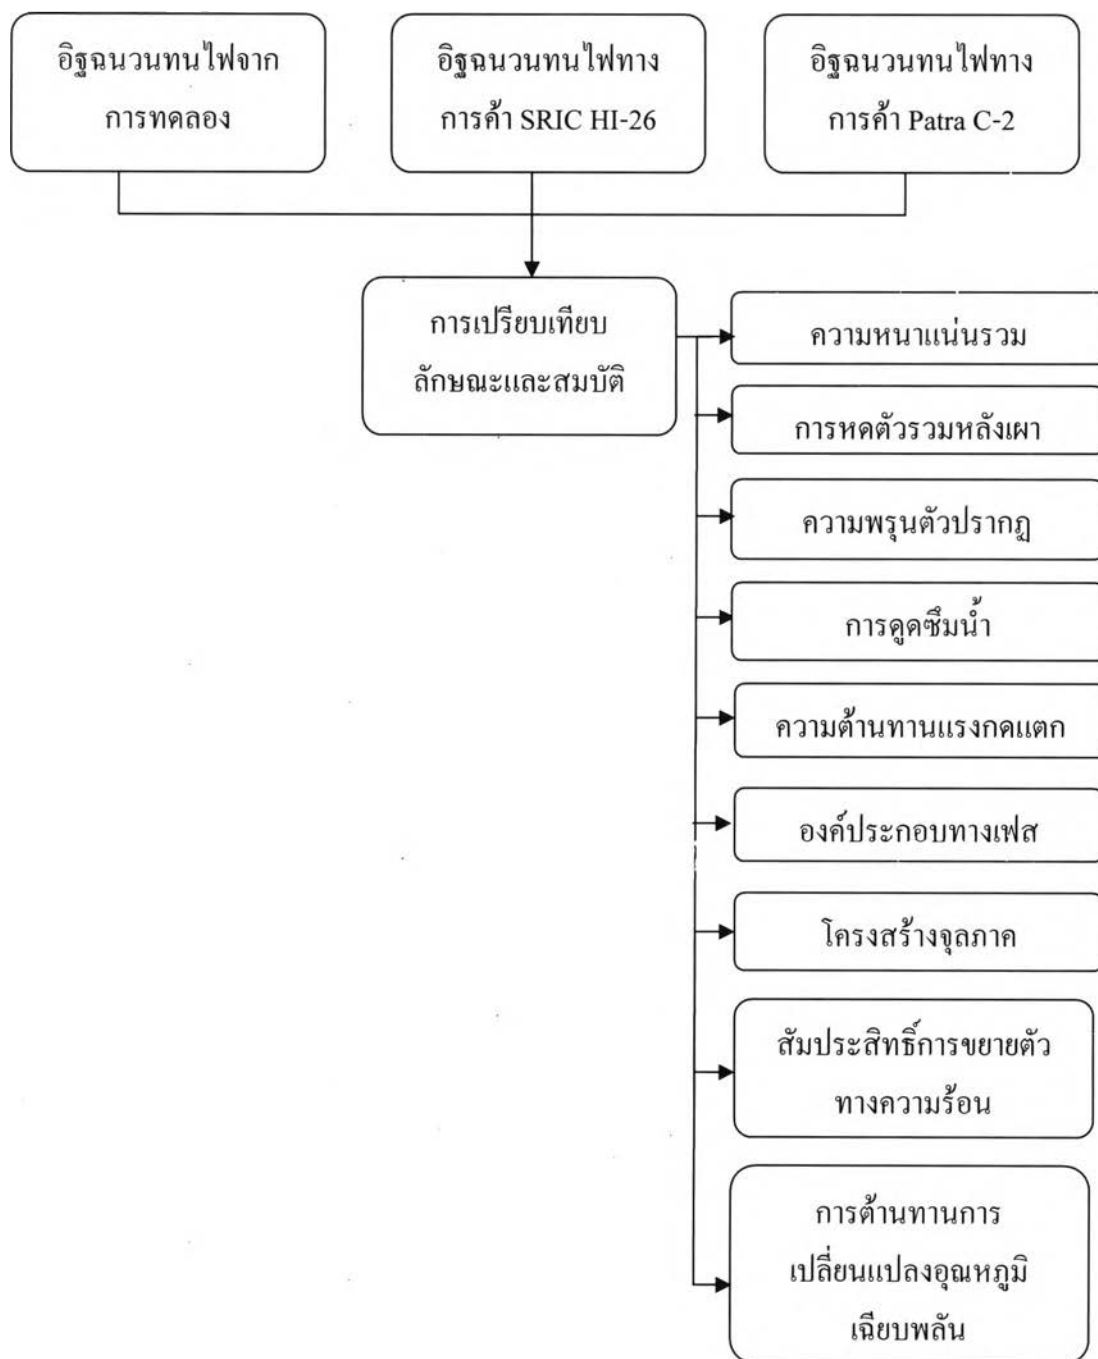 อิฐฉนวนทนไฟจาก
การทดลอง
อิฐฉนวนทนไฟทาง
การค้า SRIC HI-26
อิฐฉนวนทนไฟทาง
การค้า Patra C-2
การเปรียบเทียบ
ลักษณะและสมบัติ
ความหนาแน่นรวม
การหดตัวรวมหลังเผา
ความพรุนตัวปรากฏ
การดูดซึมน้ำ
ความต้านทานแรงกดแตก
องค์ประกอบทางเฟส
โครงสร้างจุลภาค
สัมประสิทธิ์การขยายตัว
ทางความร้อน
การต้านทานการ
เปลี่ยนแปลงอุณหภูมิ
เฉียบพลัน